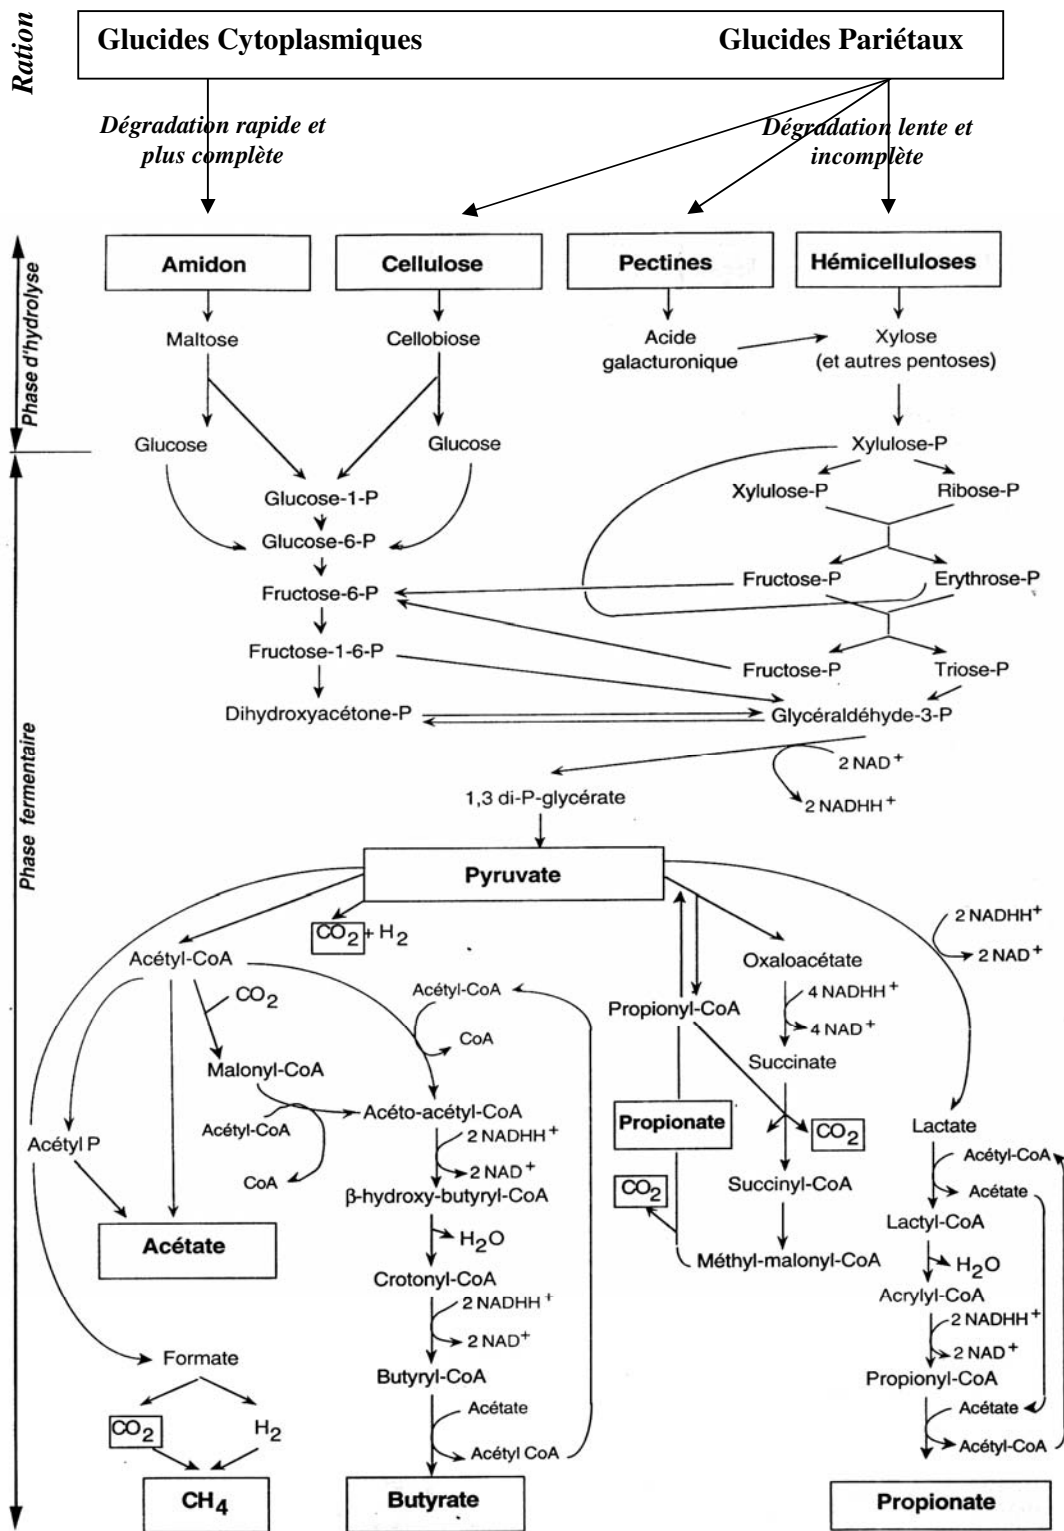 Ration
Glucides Cytoplasmiques
Glucides Pariétaux
Dégradation rapide et
plus complète
Dégradation lente et
incomplète
Phase d'hydrolyse
Amidon
Cellulose
Pectines
Hémicelluloses
Maltose
Cellobiose
Acide
galacturonique
Xylose
(et autres pentoses)
Glucose
Glucose
Xylulose-P
Phase fermentaire
Glucose-1-P
Xylulose-P
Ribose-P
Glucose-6-P
Fructose-6-P
Fructose-P
Erythrose-P
Fructose-1-6-P
Fructose-P
Triose-P
Dihydroxyacétone-P
Glycéraldéhyde-3-P
2 NAD+
2 NADHH+
1,3 di-P-glycérate
Pyruvate
CO2 + H2
2 NADHH+
2 NAD+
Acétyl-CoA
Oxaloacétate
CO2
Acétyl-CoA
4 NADHH+
Propionyl-CoA
4 NAD+
CoA
Malonyl-CoA
Succinate
Acéto-acétyl-CoA
Acétyl-CoA
Propionate
CO2
Lactate
2 NADHH+
Acétyl P
2 NAD+
Acétyl-CoA
CoA
CO2
Succinyl-CoA
Acétate
β-hydroxy-butyryl-CoA
Lactyl-CoA
Acétate
H2O
Méthyl-malonyl-CoA
H2O
Crotonyl-CoA
Acrylyl-CoA
2 NADHH+
2 NADHH+
2 NAD+
2 NAD+
Formate
Butyryl-CoA
Propionyl-CoA
Acétate
Acétate
CO2
H2
Acétyl CoA
Acétyl-CoA
CH4
Butyrate
Propionate